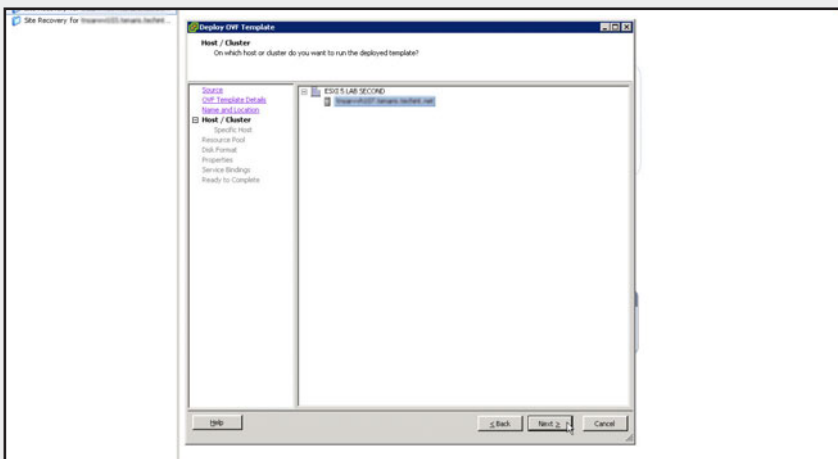 Site Recovery for
Deploy OVF Template
Host / Cluster
On which host or cluster do you want to run the deployed template?
Source
OVF Template Details
Name and Location
Host / Cluster
Specific Host
Resource Pool
Disk Format
Properties
Service Bindings
Ready to Complete
ESXI 5 LAB SECOND
Help
< Back
Next >
Cancel